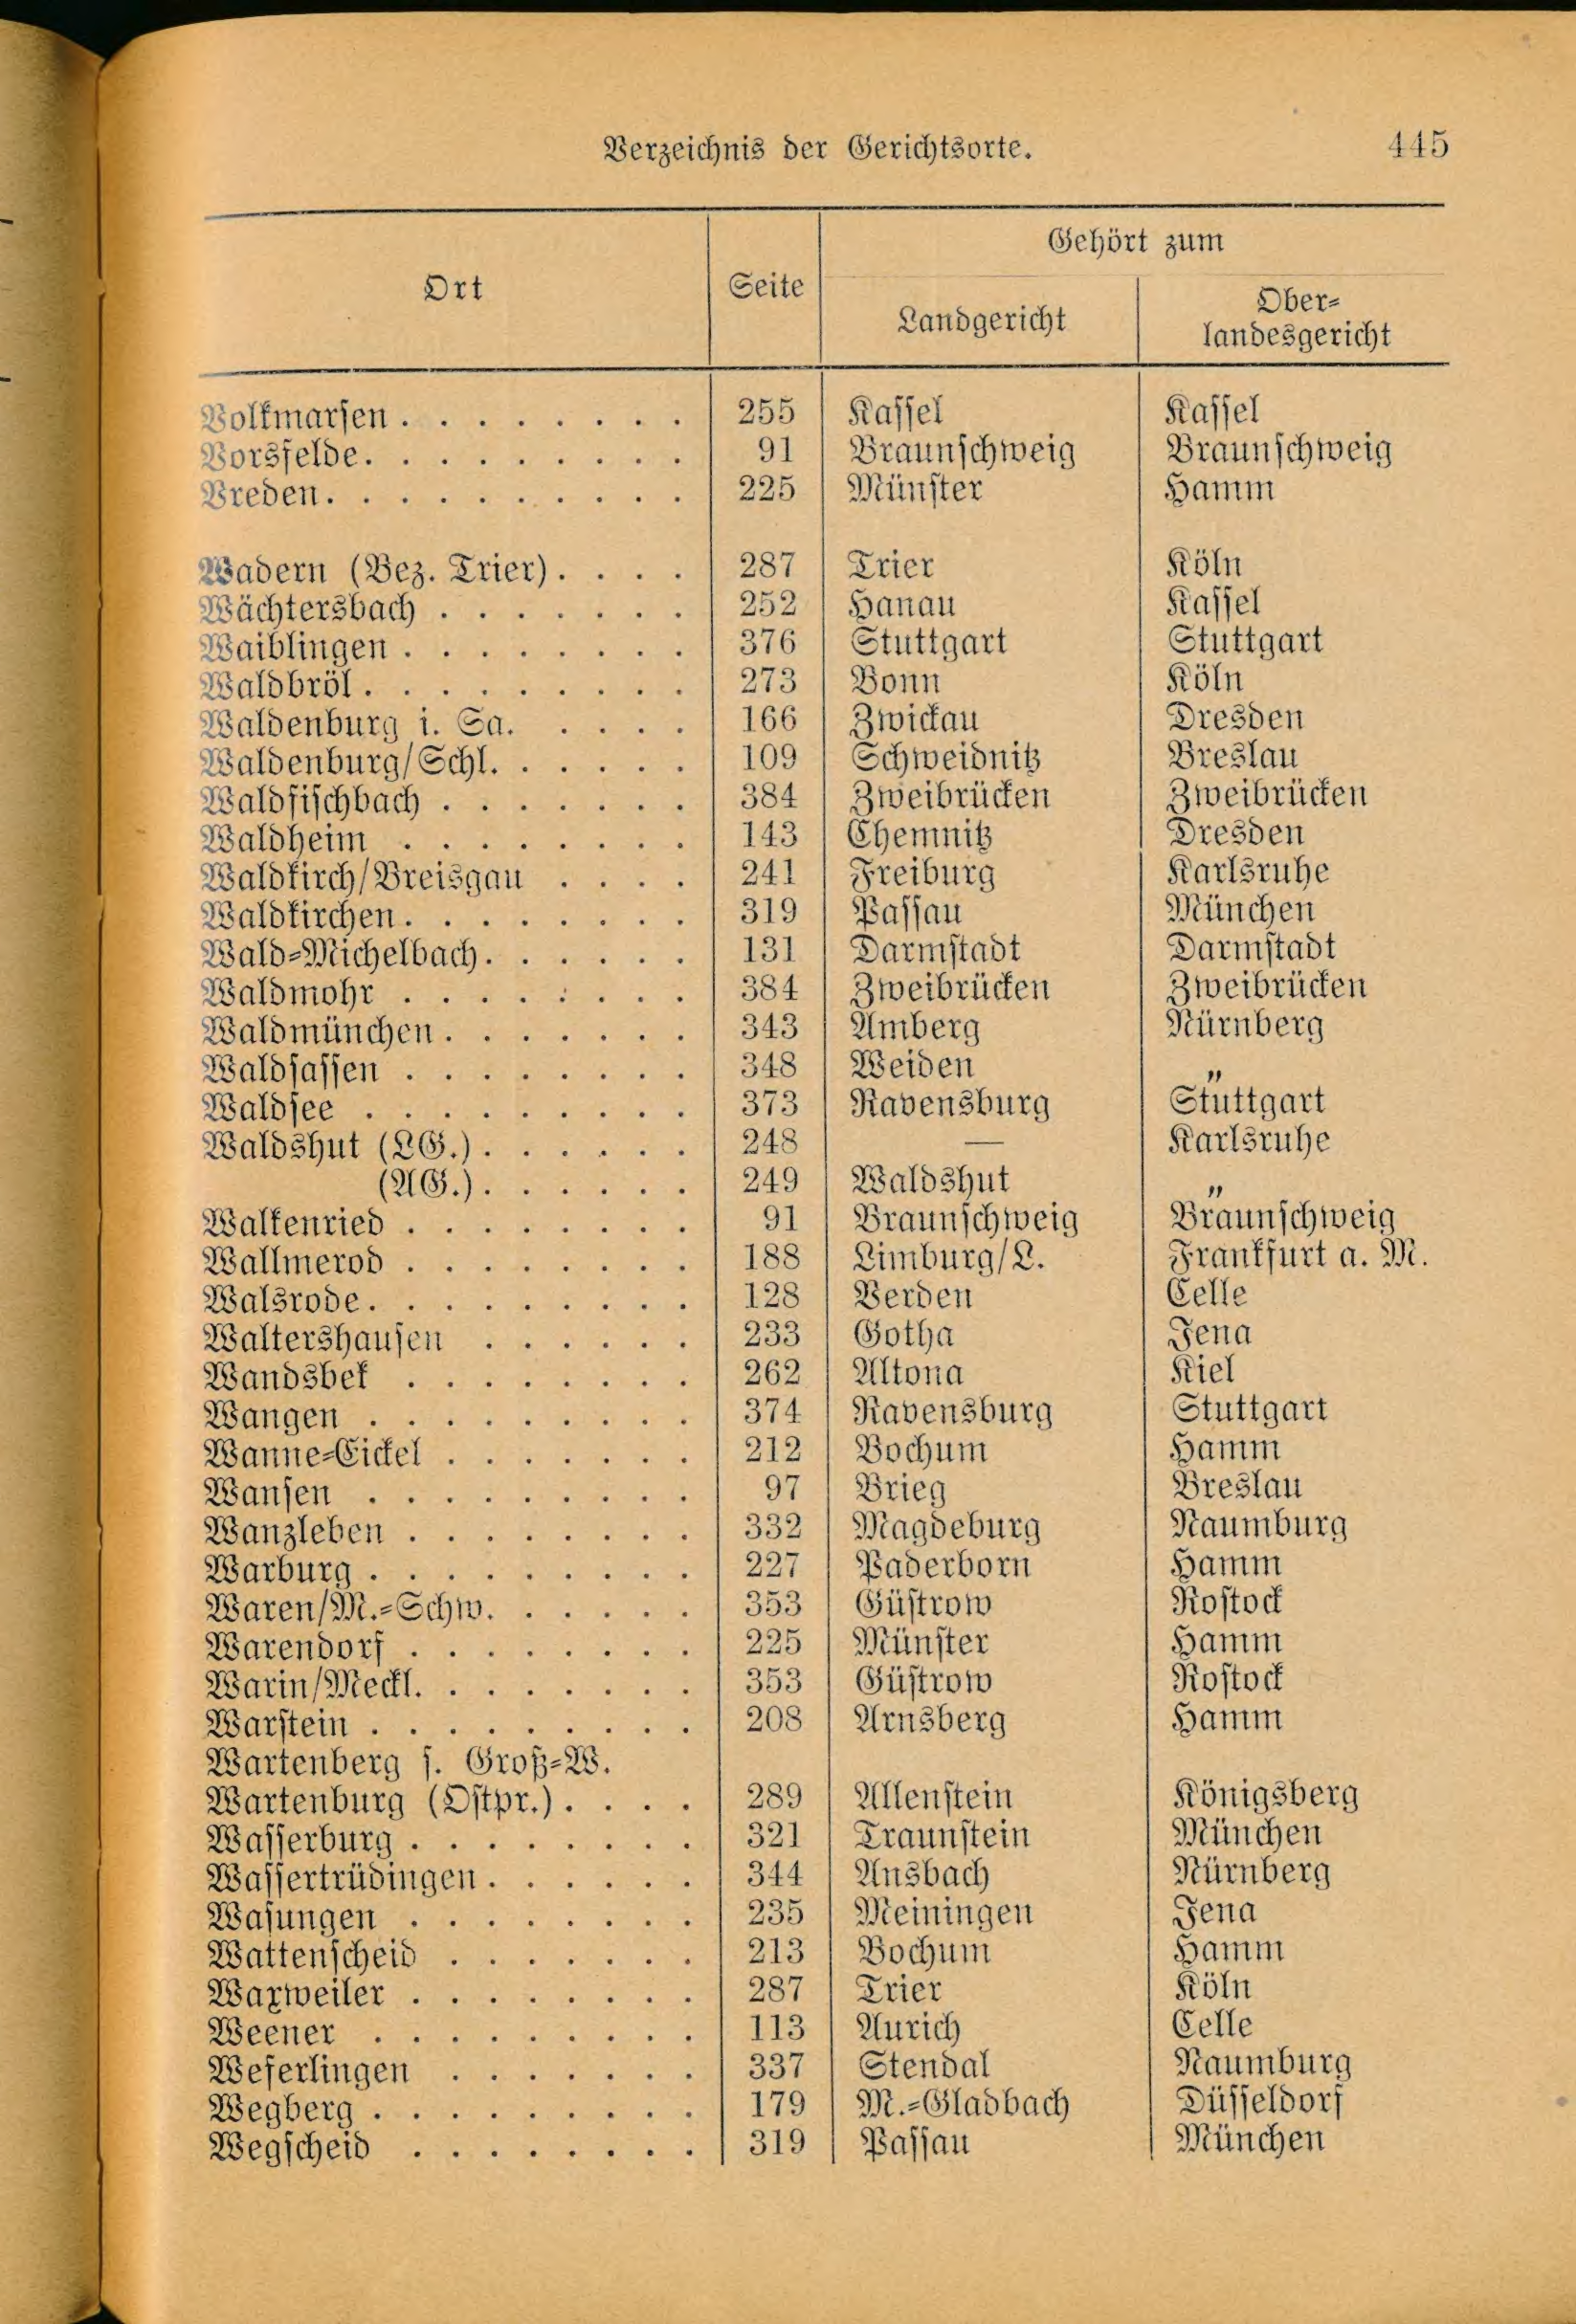 Verzeichnis der Gerichtsorte. 445
Gehört zum
Ort Seite
Landgericht Ober-
landesgericht
Volkmarsen . . . . . . . . 255 Kassel Kassel
Vorsfelde. . . . . . . . . 91 Braunschweig Braunschweig
Vreden. . . . . . . . . . 225 Münster Hamm
Wadern (Bez. Trier). . . . 287 Trier Köln
Wächtersbach . . . . . . . 252 Hanau Kassel
Waiblingen . . . . . . . . 376 Stuttgart Stuttgart
Waldbröl. . . . . . . . . 273 Bonn Köln
Waldenburg i. Sa. . . . . 166 Zwickau Dresden
Waldenburg/Schl. . . . . . 109 Schweidnitz Breslau
Waldfischbach . . . . . . . 384 Zweibrücken Zweibrücken
Waldheim . . . . . . . . 143 Chemnitz Dresden
Waldkirch/Breisgau . . . . 241 Freiburg Karlsruhe
Waldkirchen. . . . . . . . 319 Passau München
Wald-Michelbach. . . . . . 131 Darmstadt Darmstadt
Waldmohr . . . . . . . . 384 Zweibrücken Zweibrücken
Waldmünchen. . . . . . . 343 Amberg Nürnberg
Waldsassen . . . . . . . . 348 Weiden "
Waldsee . . . . . . . . . 373 Ravensburg Stuttgart
Waldshut (LG.). . . . . . 248 — Karlsruhe
(AG.). . . . . . 249 Waldshut "
Walkenried . . . . . . . . 91 Braunschweig Braunschweig
Wallmerod . . . . . . . . 188 Limburg/L. Frankfurt a. M.
Walsrode. . . . . . . . . 128 Verden Celle
Waltershausen . . . . . . 233 Gotha Jena
Wandsbek . . . . . . . . 262 Altona Kiel
Wangen . . . . . . . . . 374 Ravensburg Stuttgart
Wanne-Eickel . . . . . . . 212 Bochum Hamm
Wansen . . . . . . . . . 97 Brieg Breslau
Wanzleben . . . . . . . . 332 Magdeburg Naumburg
Warburg . . . . . . . . . 227 Paderborn Hamm
Waren/M.-Schw. . . . . . 353 Güstrow Rostock
Warendorf . . . . . . . . 225 Münster Hamm
Warin/Meckl. . . . . . . . 353 Güstrow Rostock
Warstein . . . . . . . . . 208 Arnsberg Hamm
Wartenberg s. Groß-W.
Wartenburg (Ostpr.) . . . . 289 Allenstein Königsberg
Wasserburg . . . . . . . . 321 Traunstein München
Wassertrüdingen. . . . . . 344 Ansbach Nürnberg
Wasungen . . . . . . . . 235 Meiningen Jena
Wattenscheid . . . . . . . 213 Bochum Hamm
Waxweiler . . . . . . . . 287 Trier Köln
Weener . . . . . . . . . 113 Aurich Celle
Weferlingen . . . . . . . 337 Stendal Naumburg
Wegberg . . . . . . . . . 179 M.-Gladbach Düsseldorf
Wegscheid . . . . . . . . 319 Passau München